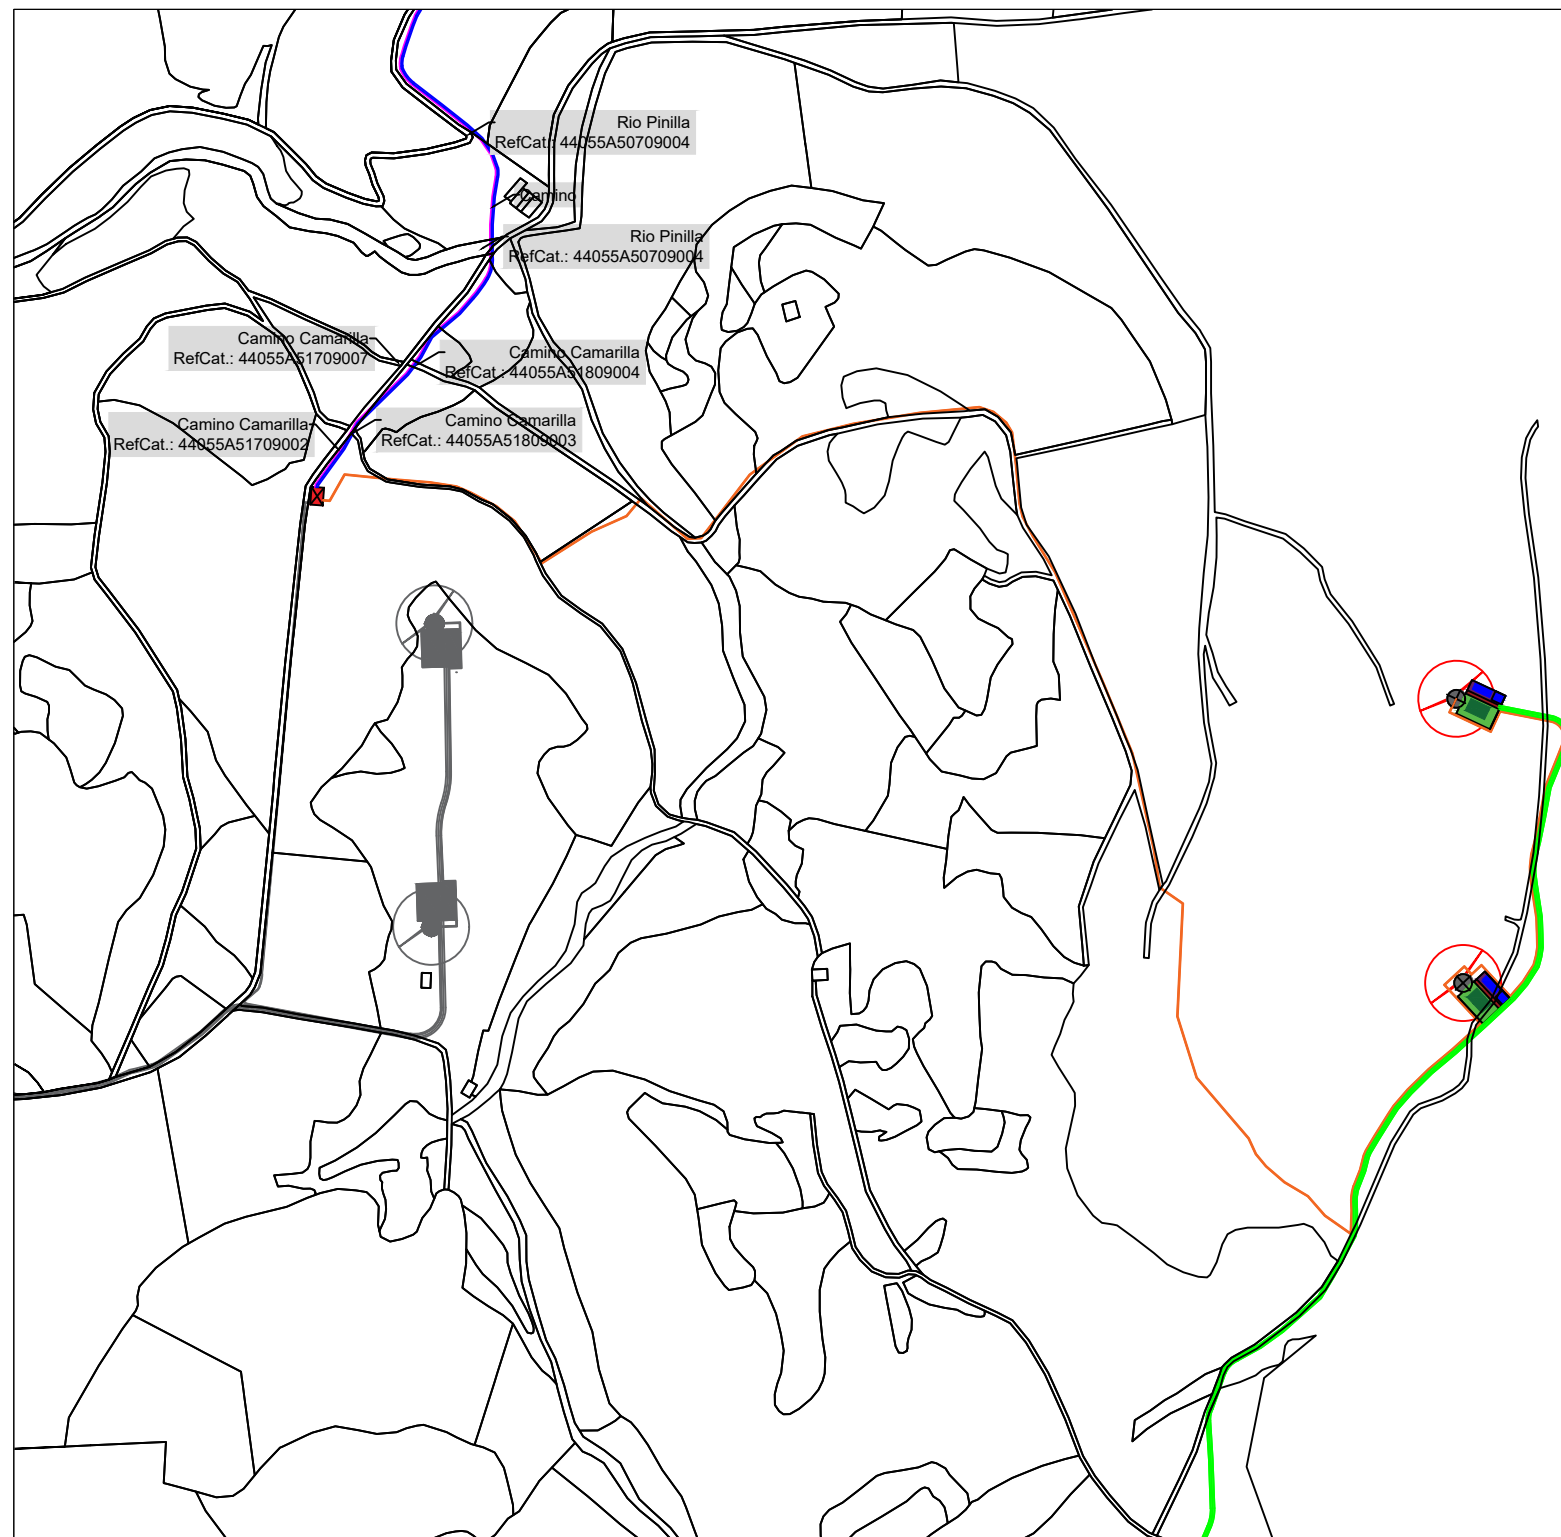 Rio Pinilla
RefCat.: 44055A50709004
Camino
Rio Pinilla
RefCat.: 44055A50709004
Camino Camarilla
RefCat.: 44055A51709007
Camino Camarilla
RefCat.: 44055A51809004
Camino Camarilla
RefCat.: 44055A51709002
Camino Camarilla
RefCat.: 44055A51809003